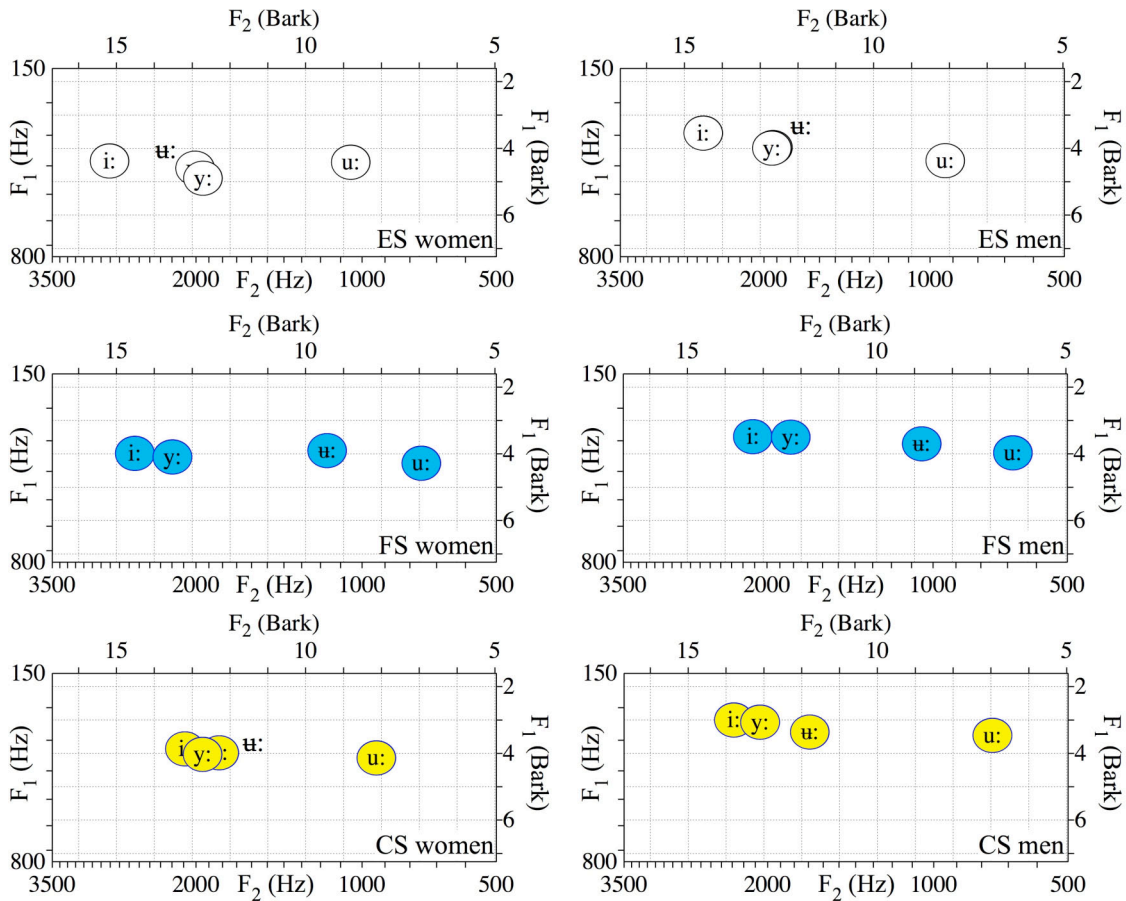 F₂ (Bark)
15 10 5
150
2
i: ʉ: y: u:
4
6
F₁ (Hz)
F₁ (Bark)
ES women
800
3500 2000 F₂ (Hz) 1000 500
F₂ (Bark)
15 10 5
150
2
i: y: ʉ: u:
4
6
F₁ (Hz)
F₁ (Bark)
ES men
800
3500 2000 F₂ (Hz) 1000 500
F₂ (Bark)
15 10 5
150
2
i: y: ʉ: u:
4
6
F₁ (Hz)
F₁ (Bark)
FS women
800
3500 2000 F₂ (Hz) 1000 500
F₂ (Bark)
15 10 5
150
2
i: y: ʉ: u:
4
6
F₁ (Hz)
F₁ (Bark)
FS men
800
3500 2000 F₂ (Hz) 1000 500
F₂ (Bark)
15 10 5
150
2
i y: : ʉ: u:
4
6
F₁ (Hz)
F₁ (Bark)
CS women
800
3500 2000 F₂ (Hz) 1000 500
F₂ (Bark)
15 10 5
150
2
i: y: ʉ: u:
4
6
F₁ (Hz)
F₁ (Bark)
CS men
800
3500 2000 F₂ (Hz) 1000 500